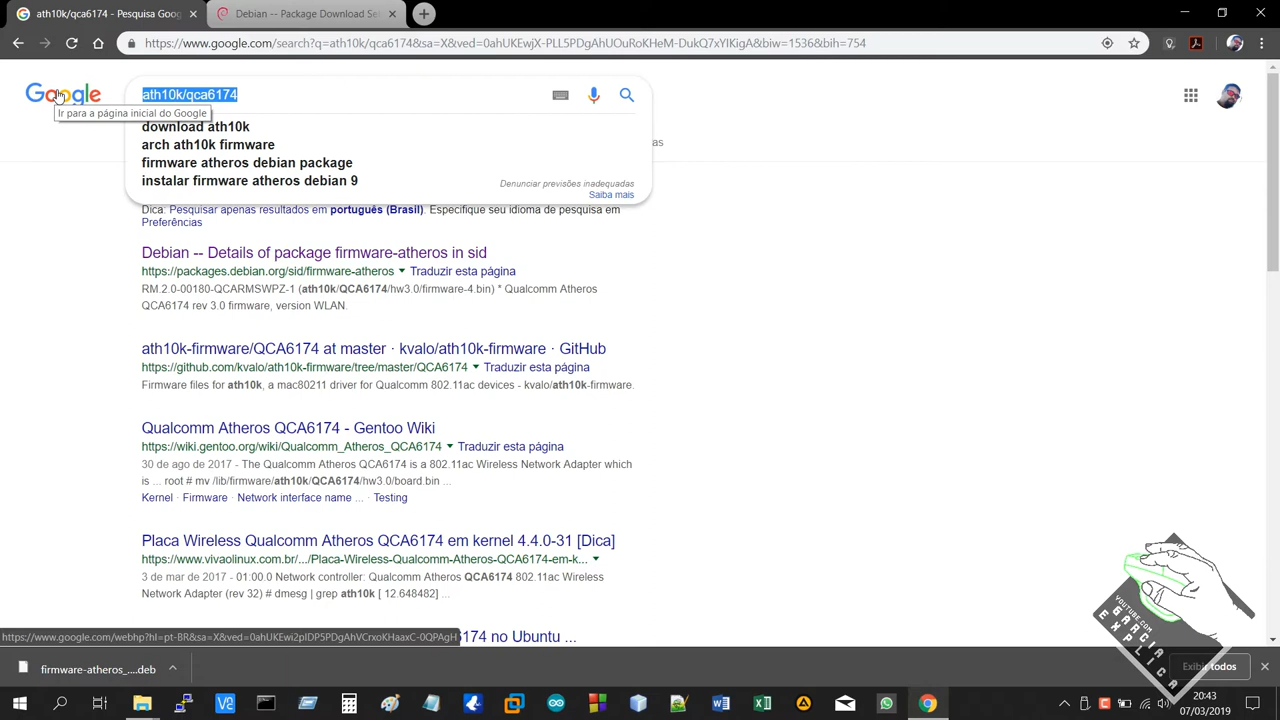 ath10k/qca6174 - Pesquisa Goo
Debian -- Package Download Sel
https://www.google.com/search?q=ath10k/qca6174&sa=X&ved=0ahUKEwjX-PLL5PDgAhUOuRoKHeM-DukQ7xYIKigA&biw=1536&bih=754
Google
ath10k/qca6174
Ir para a página inicial do Google
download ath10k
arch ath10k firmware
firmware atheros debian package
instalar firmware atheros debian 9
Denunciar previsões inadequadas
Saiba mais
as
Dica: Pesquisar apenas resultados em português (Brasil). Especifique seu idioma de pesquisa em
Preferências
Debian -- Details of package firmware-atheros in sid
https://packages.debian.org/sid/firmware-atheros Traduzir esta página
RM.2.0-00180-QCARMSWPZ-1 (ath10k/QCA6174/hw3.0/firmware-4.bin) * Qualcomm Atheros
QCA6174 rev 3.0 firmware, version WLAN.
ath10k-firmware/QCA6174 at master · kvalo/ath10k-firmware · GitHub
https://github.com/kvalo/ath10k-firmware/tree/master/QCA6174 Traduzir esta página
Firmware files for ath10k, a mac80211 driver for Qualcomm 802.11ac devices - kvalo/ath10k-firmware.
Qualcomm Atheros QCA6174 - Gentoo Wiki
https://wiki.gentoo.org/wiki/Qualcomm_Atheros_QCA6174 Traduzir esta página
30 de ago de 2017 - The Qualcomm Atheros QCA6174 is a 802.11ac Wireless Network Adapter which
is ... root # mv /lib/firmware/ath10k/QCA6174/hw3.0/board.bin ...
Kernel · Firmware · Network interface name ... · Testing
Placa Wireless Qualcomm Atheros QCA6174 em kernel 4.4.0-31 [Dica]
https://www.vivaolinux.com.br/.../Placa-Wireless-Qualcomm-Atheros-QCA6174-em-k...
3 de mar de 2017 - 01:00.0 Network controller: Qualcomm Atheros QCA6174 802.11ac Wireless
Network Adapter (rev 32) # dmesg | grep ath10k [ 12.648482] ...
https://www.google.com/webhp?hl=pt-BR&sa=X&ved=0ahUKEwi2pIDP5PDgAhVCrxoKHaaxC-0QPAgH
174 no Ubuntu ...
YOUTUBE.COM
EGARCIA
EXPLICA
firmware-atheros_....deb
Exibir todos
20:43
07/03/2019